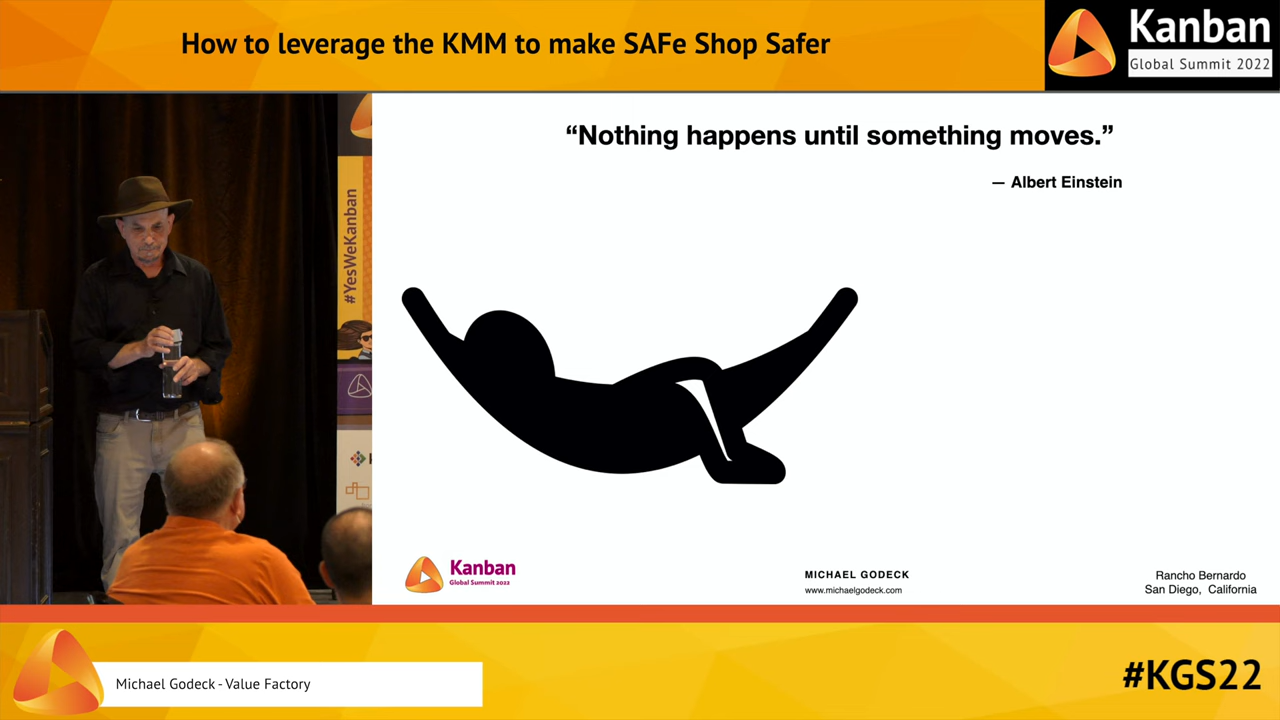 How to leverage the KMM to make SAFe Shop Safer
Kanban
Global Summit 2022
#YesWeKanban
“Nothing happens until something moves.”
— Albert Einstein
Kanban
Global Summit 2022
MICHAEL GODECK
www.michaelgodeck.com
Rancho Bernardo
San Diego, California
Michael Godeck - Value Factory
#KGS22